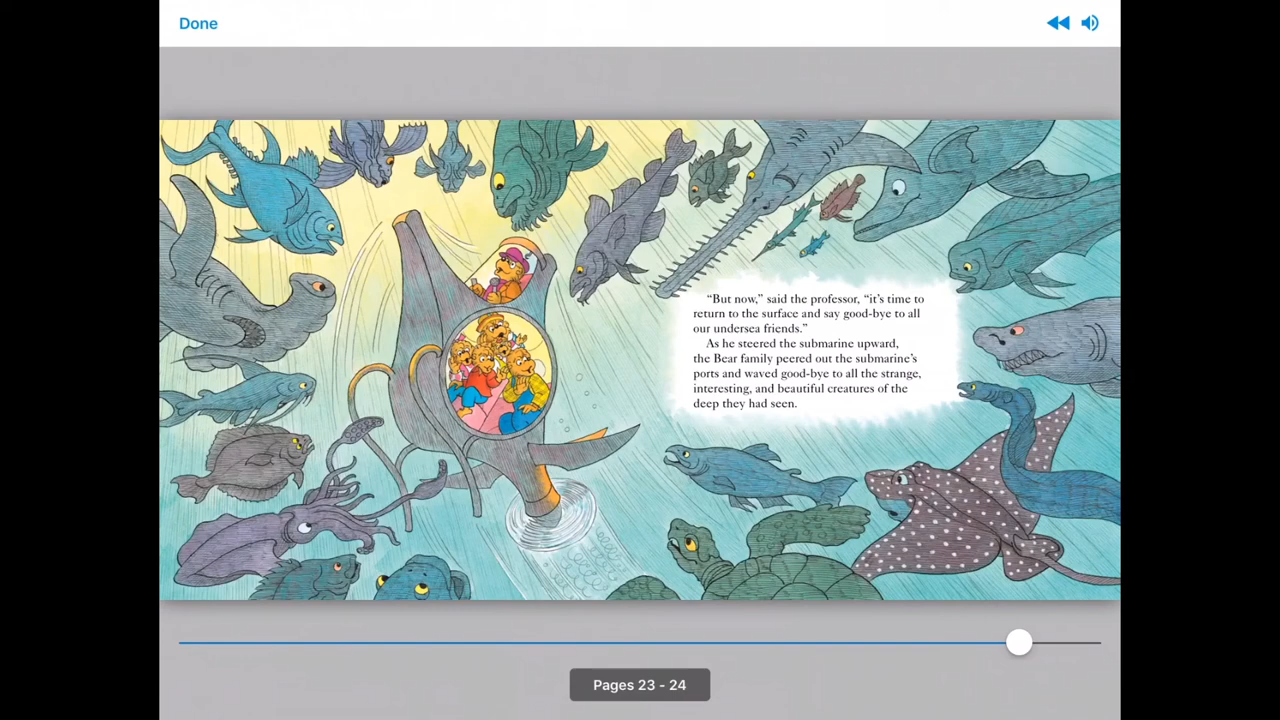 Done
“But now,” said the professor, “it’s time to
return to the surface and say good-bye to all
our undersea friends.”
As he steered the submarine upward,
the Bear family peered out the submarine’s
ports and waved good-bye to all the strange,
interesting, and beautiful creatures of the
deep they had seen.
Pages 23 - 24